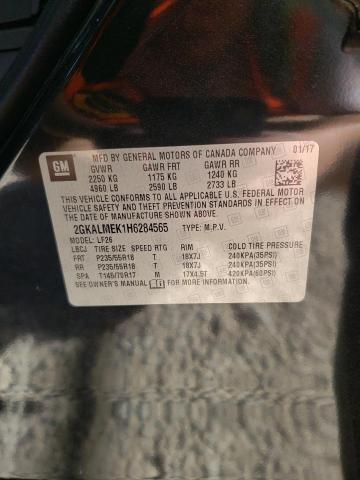 GM
MFD BY GENERAL MOTORS OF CANADA COMPANY 01/17
GVWR GAWR FRT GAWR RR
2250 KG 1175 KG 1240 KG
4960 LB 2590 LB 2733 LB
THIS VEHICLE CONFORMS TO ALL APPLICABLE U.S. FEDERAL MOTOR
VEHICLE SAFETY AND THEFT PREVENTION STANDARDS IN EFFECT
ON THE DATE OF MANUFACTURE SHOWN ABOVE.
2GKALMEK1H6284565 TYPE: M.P.V.
MODEL: LF26
LBCJ TIRE SIZE SPEED RTG RIM COLD TIRE PRESSURE
FRT P235/55R18 T 18X7J 240KPA(35PSI)
RR P235/55R18 T 18X7J 240KPA(35PSI)
SPA T145/70R17 M 17X4.5T 420KPA(60PSI)
SEE OWNER'S MANUAL FOR MORE INFORMATION.